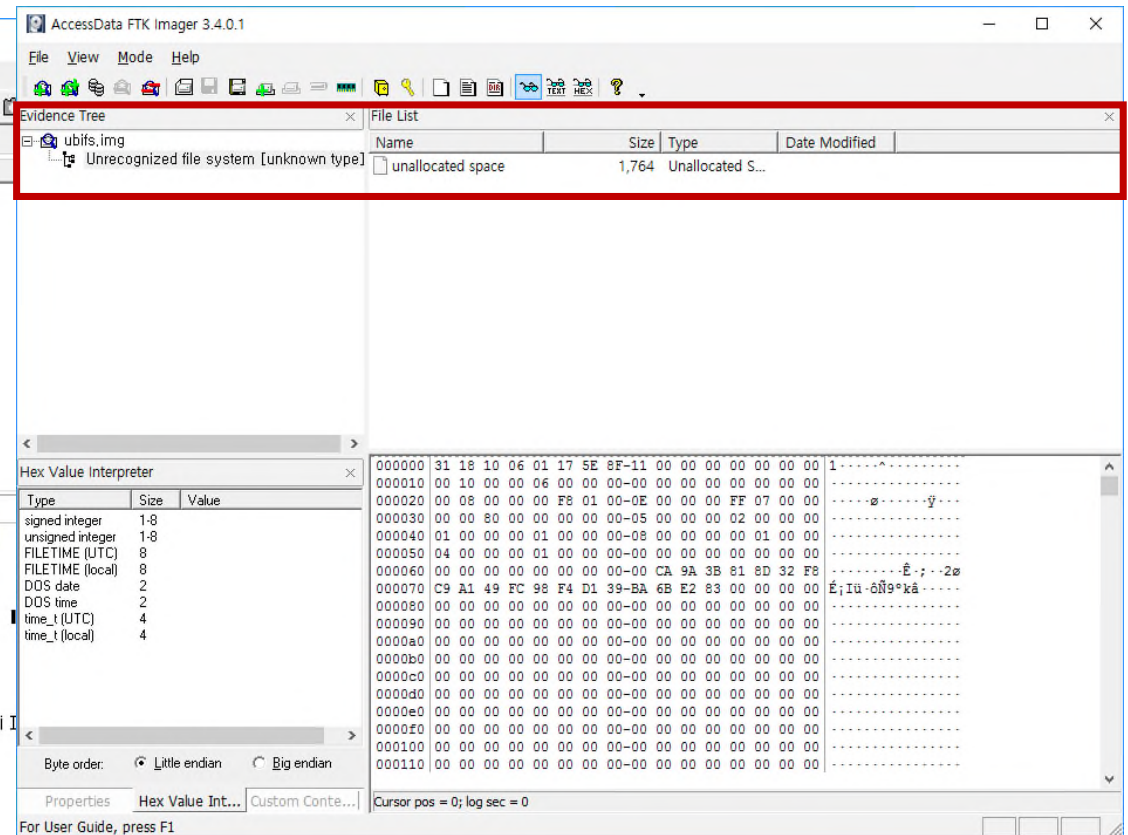 AccessData FTK Imager 3.4.0.1
File View Mode Help
Evidence Tree
ubifs.img
Unrecognized file system [unknown type]
File List
Name Size Type Date Modified
unallocated space 1,764 Unallocated S...
Hex Value Interpreter
Type Size Value
signed integer 1-8
unsigned integer 1-8
FILETIME (UTC) 8
FILETIME (local) 8
DOS date 2
DOS time 2
time_t (UTC) 4
time_t (local) 4
Byte order: Little endian Big endian
Properties Hex Value Int... Custom Conte...
000000 31 18 10 06 01 17 5E 8F-11 00 00 00 00 00 00 00 1·····^·········
000010 00 10 00 00 06 00 00 00-00 00 00 00 00 00 00 00 ················
000020 00 08 00 00 00 F8 01 00-0E 00 00 00 FF 07 00 00 ·····ø······ÿ···
000030 00 00 80 00 00 00 00 00-05 00 00 00 02 00 00 00 ················
000040 01 00 00 00 01 00 00 00-08 00 00 00 00 01 00 00 ················
000050 04 00 00 00 01 00 00 00-00 00 00 00 00 00 00 00 ················
000060 00 00 00 00 00 00 00 00-00 CA 9A 3B 81 8D 32 F8 ·········Ê·;··2ø
000070 C9 A1 49 FC 98 F4 D1 39-BA 6B E2 83 00 00 00 00 É¡Iü·ôÑ9ºkâ·····
000080 00 00 00 00 00 00 00 00-00 00 00 00 00 00 00 00 ················
000090 00 00 00 00 00 00 00 00-00 00 00 00 00 00 00 00 ················
0000a0 00 00 00 00 00 00 00 00-00 00 00 00 00 00 00 00 ················
0000b0 00 00 00 00 00 00 00 00-00 00 00 00 00 00 00 00 ················
0000c0 00 00 00 00 00 00 00 00-00 00 00 00 00 00 00 00 ················
0000d0 00 00 00 00 00 00 00 00-00 00 00 00 00 00 00 00 ················
0000e0 00 00 00 00 00 00 00 00-00 00 00 00 00 00 00 00 ················
0000f0 00 00 00 00 00 00 00 00-00 00 00 00 00 00 00 00 ················
000100 00 00 00 00 00 00 00 00-00 00 00 00 00 00 00 00 ················
000110 00 00 00 00 00 00 00 00-00 00 00 00 00 00 00 00 ················
Cursor pos = 0; log sec = 0
For User Guide, press F1